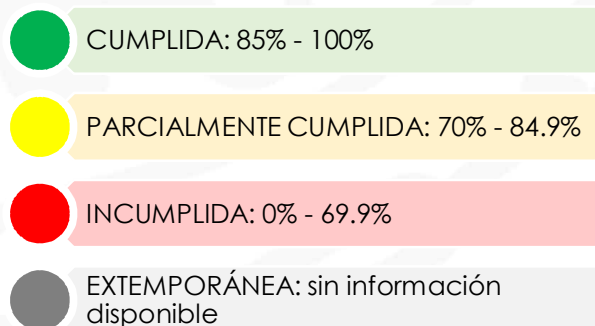 CUMPLIDA: 85% - 100%
PARCIALMENTE CUMPLIDA: 70% - 84.9%
INCUMPLIDA: 0% - 69.9%
EXTEMPORÁNEA: sin información
disponible